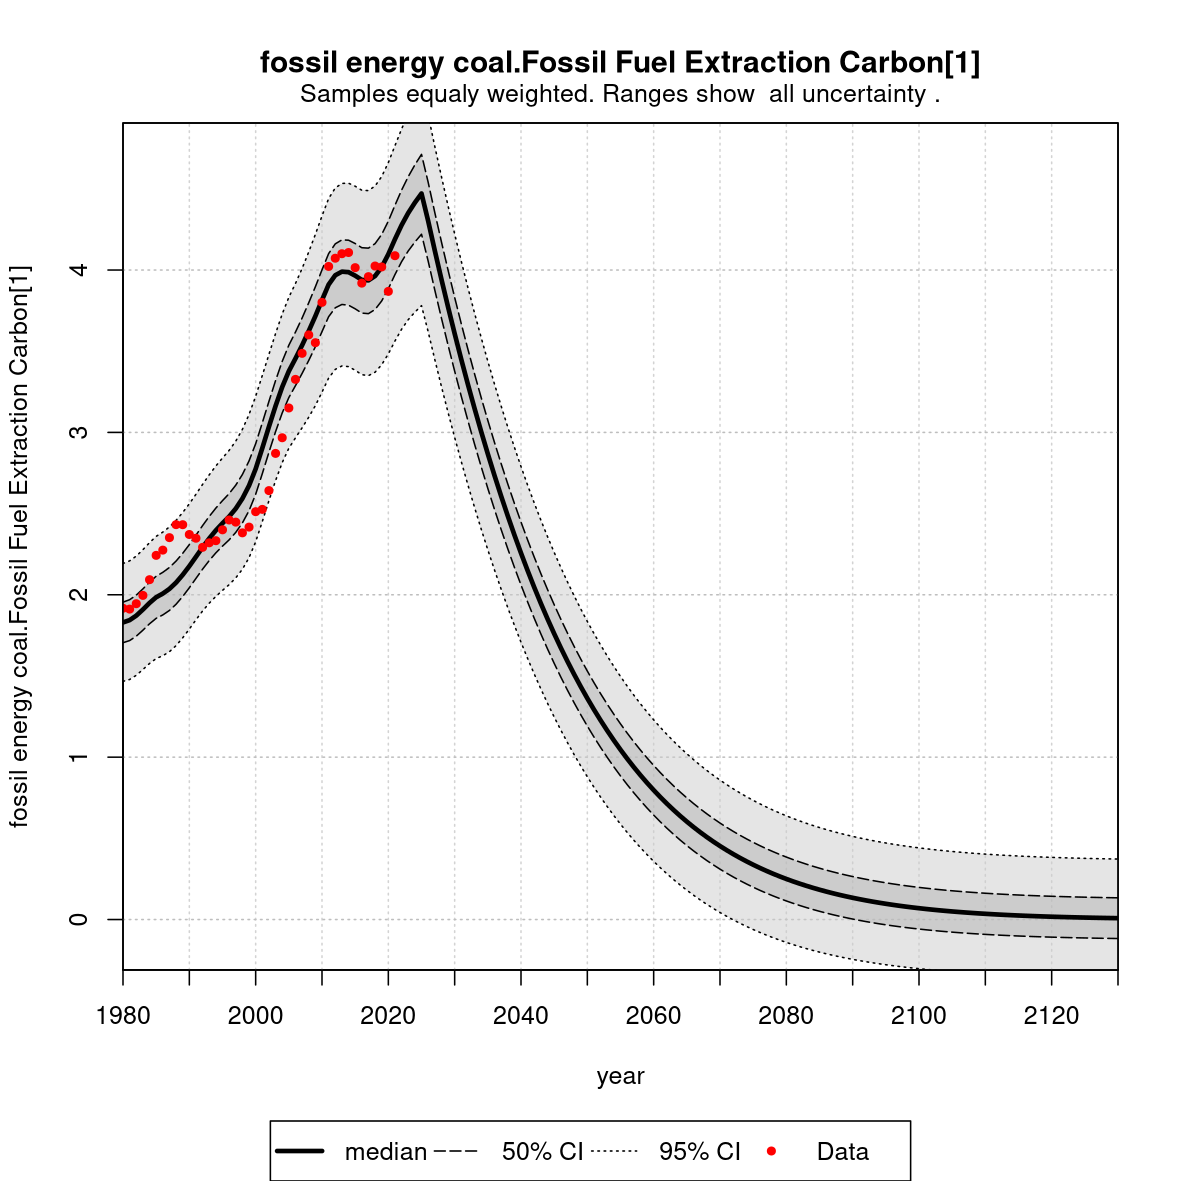 fossil energy coal.Fossil Fuel Extraction Carbon[1]
Samples equaly weighted. Ranges show  all uncertainty .
fossil energy coal.Fossil Fuel Extraction Carbon[1]
4
3
2
1
0
1980 2000 2020 2040 2060 2080 2100 2120
year
median 50% CI 95% CI Data